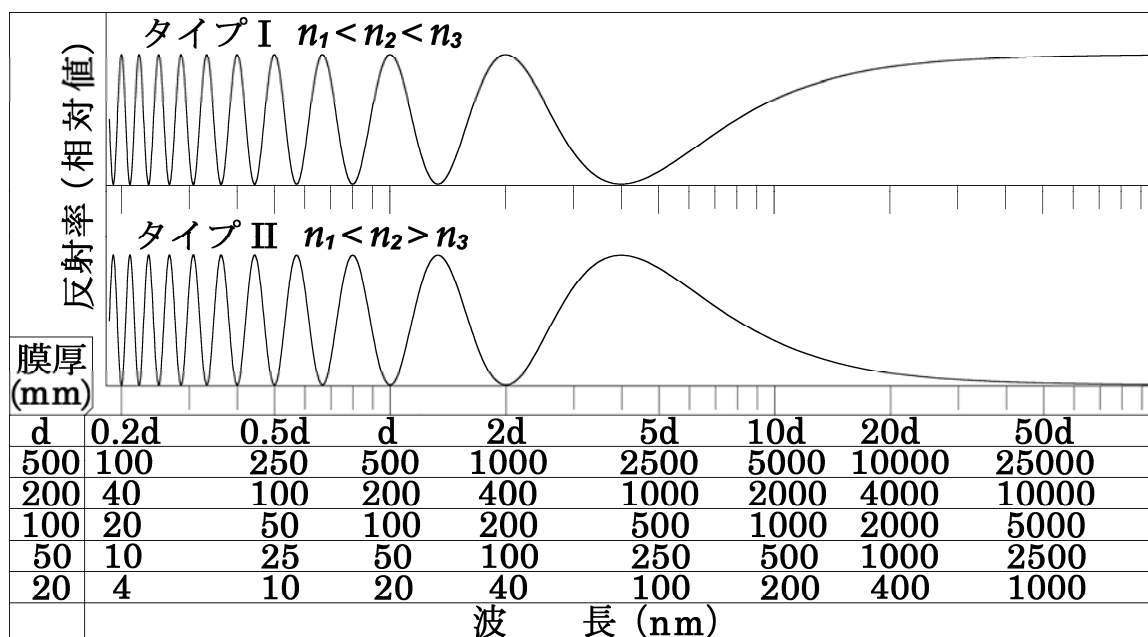 タイプⅠ n₁<n₂<n₃
反射率(相対値)
タイプⅡ n₁<n₂>n₃
膜厚
(mm)
d 0.2d 0.5d d 2d 5d 10d 20d 50d
500 100 250 500 1000 2500 5000 10000 25000
200 40 100 200 400 1000 2000 4000 10000
100 20 50 100 200 500 1000 2000 5000
50 10 25 50 100 250 500 1000 2500
20 4 10 20 40 100 200 400 1000
波 長 (nm)